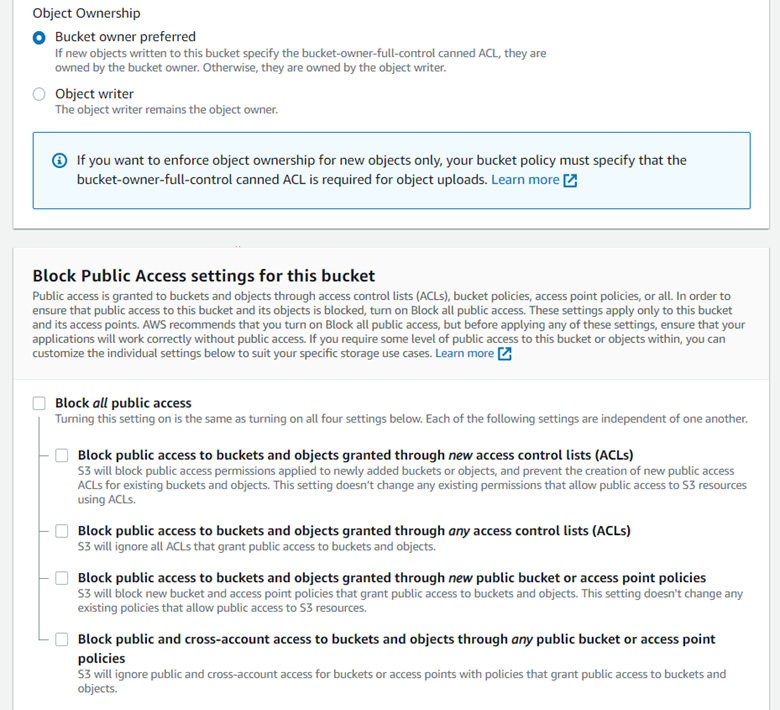 Object Ownership
Bucket owner preferred
If new objects written to this bucket specify the bucket-owner-full-control canned ACL, they are
owned by the bucket owner. Otherwise, they are owned by the object writer.
Object writer
The object writer remains the object owner.
If you want to enforce object ownership for new objects only, your bucket policy must specify that the
bucket-owner-full-control canned ACL is required for object uploads. Learn more
Block Public Access settings for this bucket
Public access is granted to buckets and objects through access control lists (ACLs), bucket policies, access point policies, or all. In order to
ensure that public access to this bucket and its objects is blocked, turn on Block all public access. These settings apply only to this bucket
and its access points. AWS recommends that you turn on Block all public access, but before applying any of these settings, ensure that your
applications will work correctly without public access. If you require some level of public access to this bucket or objects within, you can
customize the individual settings below to suit your specific storage use cases. Learn more
Block all public access
Turning this setting on is the same as turning on all four settings below. Each of the following settings are independent of one another.
Block public access to buckets and objects granted through new access control lists (ACLs)
S3 will block public access permissions applied to newly added buckets or objects, and prevent the creation of new public access
ACLs for existing buckets and objects. This setting doesn't change any existing permissions that allow public access to S3 resources
using ACLs.
Block public access to buckets and objects granted through any access control lists (ACLs)
S3 will ignore all ACLs that grant public access to buckets and objects.
Block public access to buckets and objects granted through new public bucket or access point policies
S3 will block new bucket and access point policies that grant public access to buckets and objects. This setting doesn't change any
existing policies that allow public access to S3 resources.
Block public and cross-account access to buckets and objects through any public bucket or access point
policies
S3 will ignore public and cross-account access for buckets or access points with policies that grant public access to buckets and
objects.